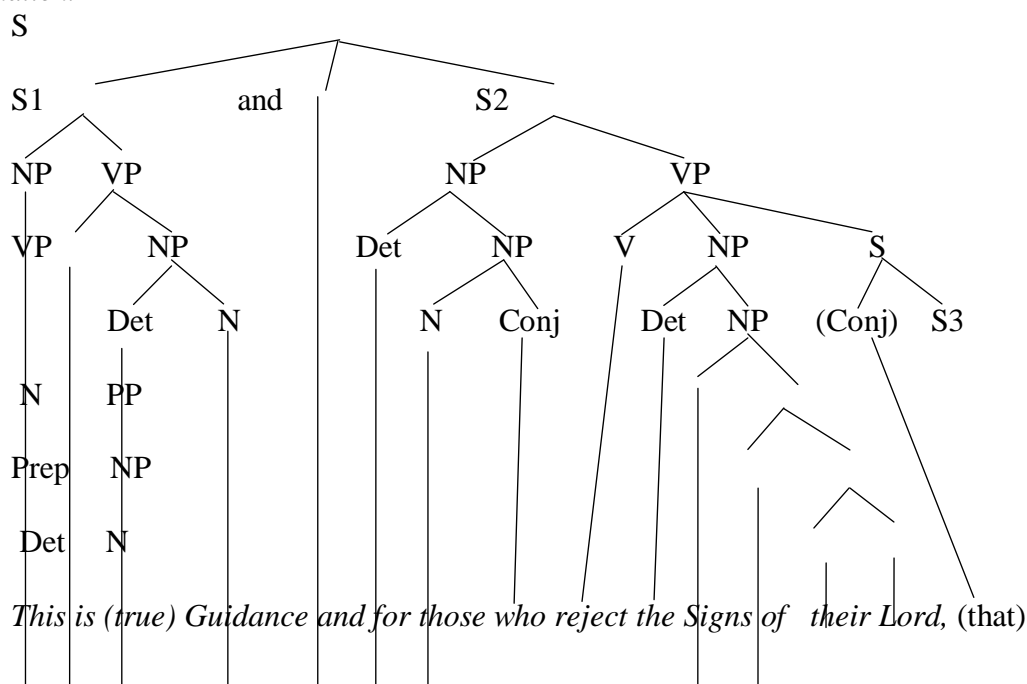 S
S1 and S2
NP VP NP VP
VP NP Det NP V NP S
Det N N Conj Det NP (Conj) S3
N PP
Prep NP
Det N
This is (true) Guidance and for those who reject the Signs of their Lord, (that)